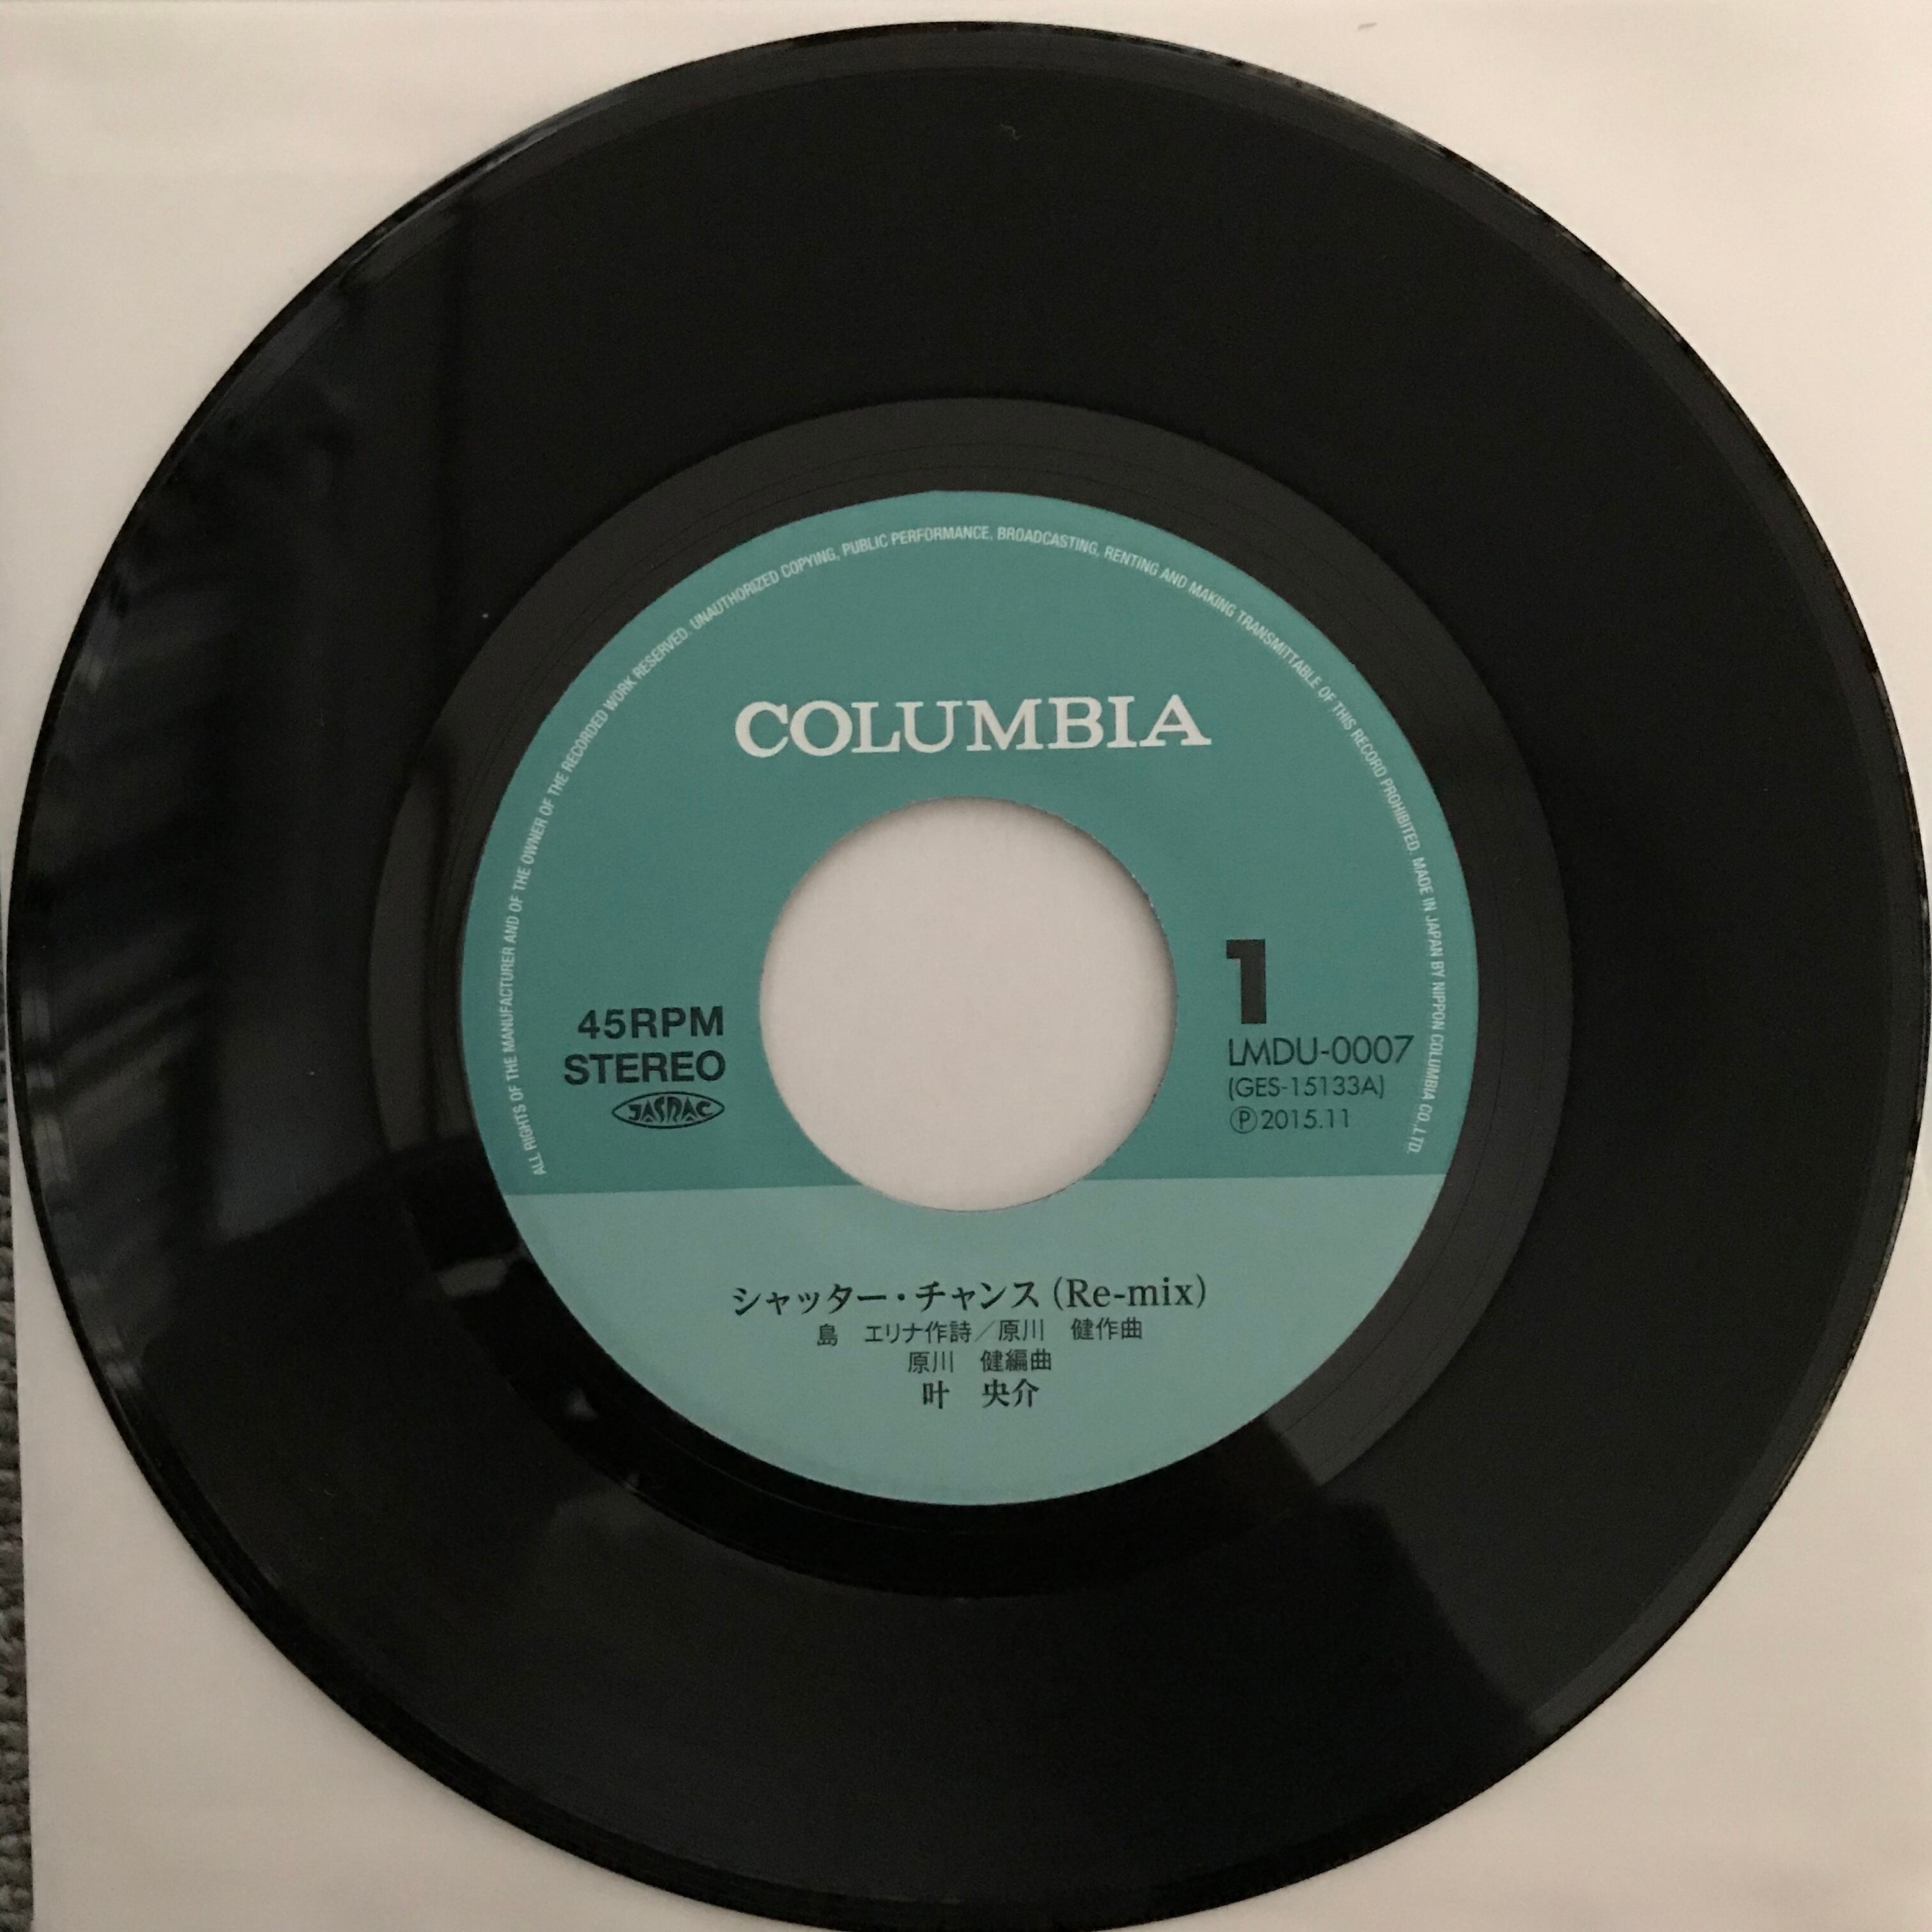 ALL RIGHTS OF THE MANUFACTURER AND OF THE OWNER OF THE RECORDED WORK RESERVED. UNAUTHORIZED COPYING, PUBLIC PERFORMANCE, BROADCASTING, RENTING AND MAKING TRANSMITTABLE OF THIS RECORD PROHIBITED. MADE IN JAPAN BY NIPPON COLUMBIA CO., LTD.
COLUMBIA
45RPM
STEREO
JASRAC
1
LMDU-0007
(GES-15133A)
Ⓟ2015.11
シャッター・チャンス(Re-mix)
島　エリナ作詩／原川　健作曲
原川　健編曲
叶　央介